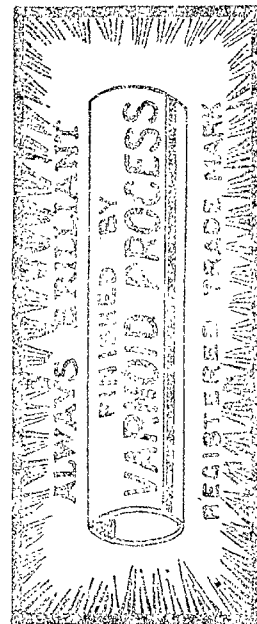 ALWAYS BRILLIANT
FINISHED BY
VARNOID PROCESS
REGISTERED TRADE MARK